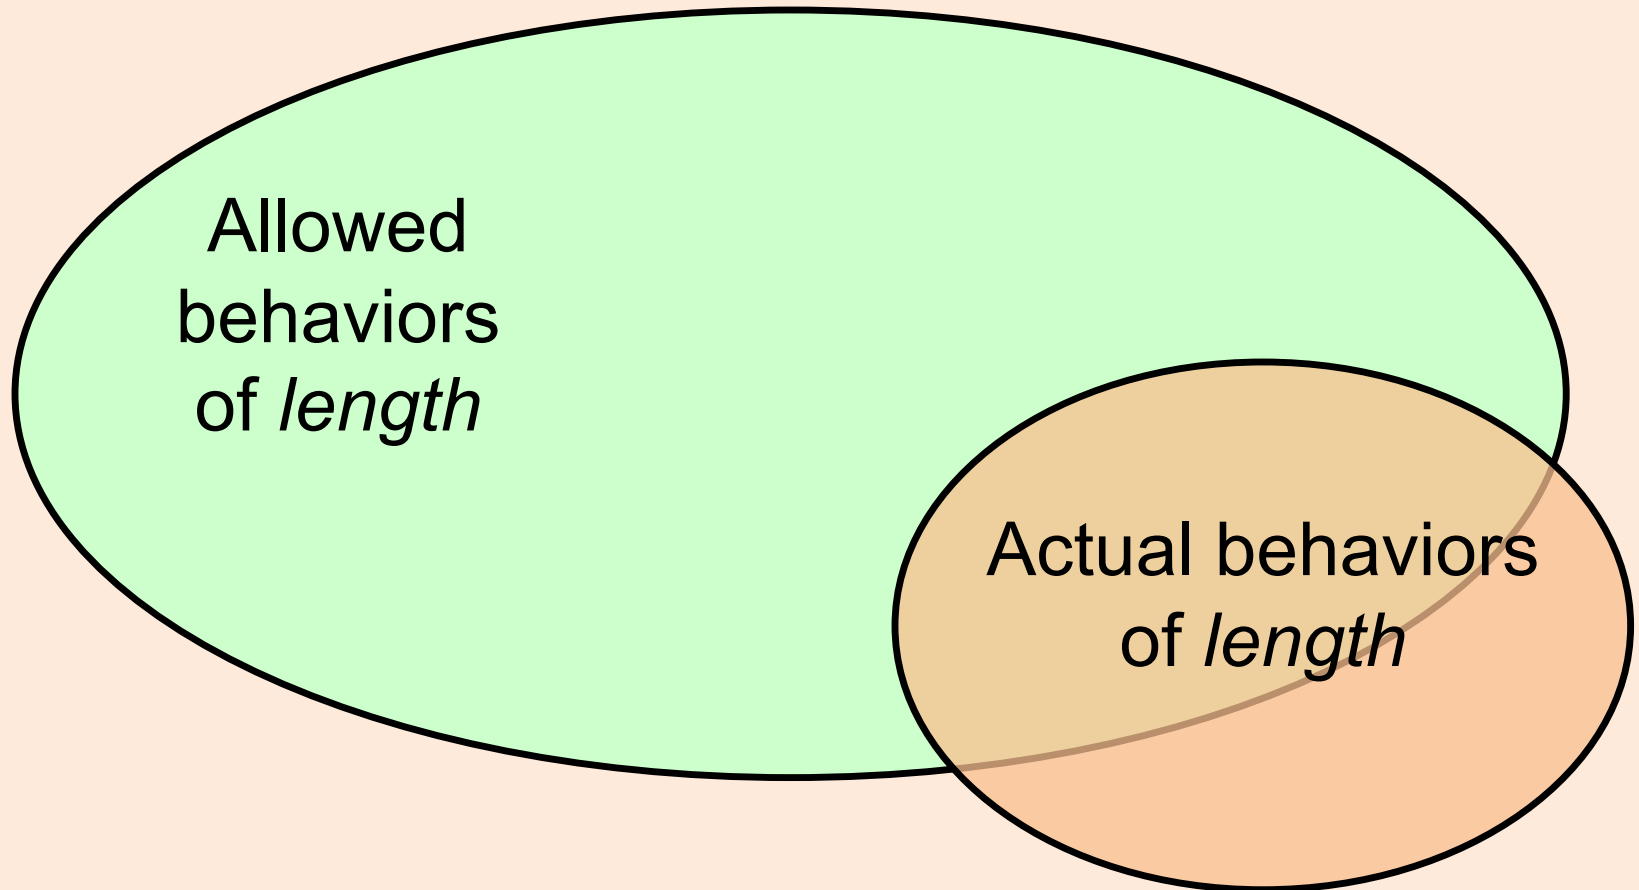 Allowed
behaviors
of length
Actual behaviors
of length